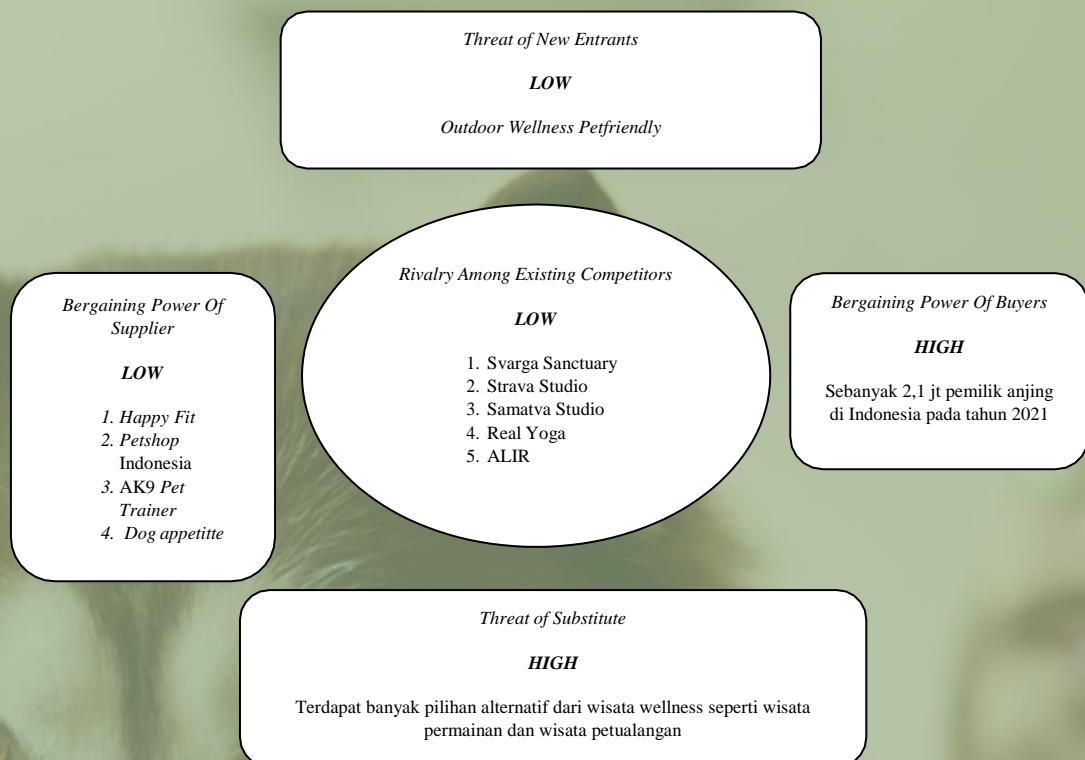 Threat of New Entrants
LOW
Outdoor Wellness Petfriendly
Bergaining Power Of
Supplier
LOW
1. Happy Fit
2. Petshop
Indonesia
3. AK9 Pet
Trainer
4. Dog appetitte
Rivalry Among Existing Competitors
LOW
1. Svarga Sanctuary
2. Strava Studio
3. Samatva Studio
4. Real Yoga
5. ALIR
Bergaining Power Of Buyers
HIGH
Sebanyak 2,1 jt pemilik anjing
di Indonesia pada tahun 2021
Threat of Substitute
HIGH
Terdapat banyak pilihan alternatif dari wisata wellness seperti wisata
permainan dan wisata petualangan